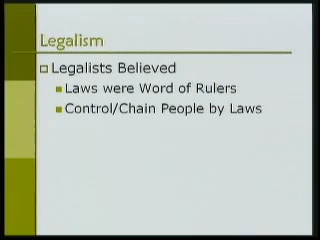 Legalism
Legalists Believed
Laws were Word of Rulers
Control/Chain People by Laws